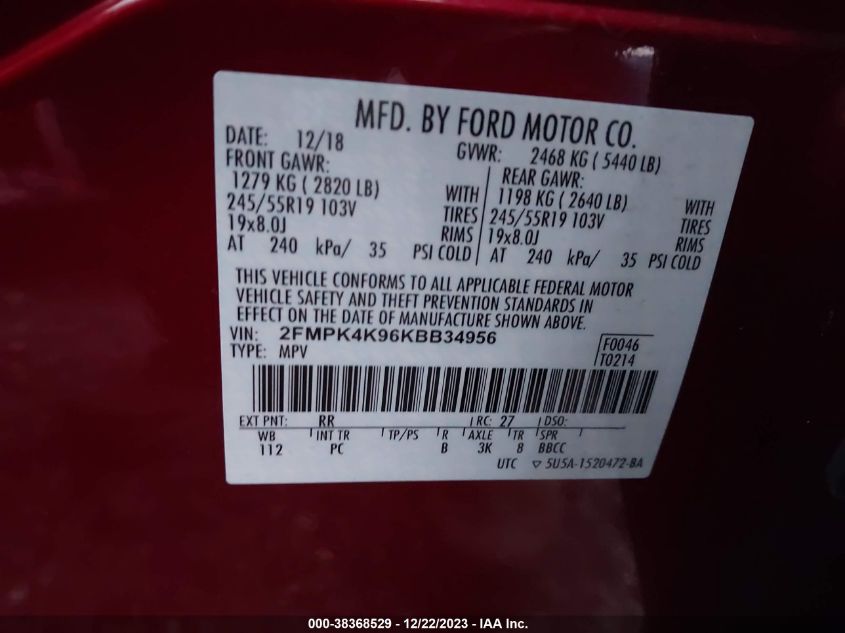 MFD. BY FORD MOTOR CO.
DATE: 12/18 GVWR: 2468 KG ( 5440 LB)
FRONT GAWR: REAR GAWR:
1279 KG ( 2820 LB) WITH 1198 KG ( 2640 LB) WITH
245/55R19 103V TIRES 245/55R19 103V TIRES
19x8.0J RIMS 19x8.0J RIMS
AT 240 kPa/ 35 PSI COLD AT 240 kPa/ 35 PSI COLD
THIS VEHICLE CONFORMS TO ALL APPLICABLE FEDERAL MOTOR
VEHICLE SAFETY AND THEFT PREVENTION STANDARDS IN
EFFECT ON THE DATE OF MANUFACTURE SHOWN ABOVE.
VIN: 2FMPK4K96KBB34956 F0046
TYPE: MPV T0214
EXT PNT: RR RC: 27 DSO:
WB INT TR TP/PS R AXLE TR SPR
112 PC B 3K B BBCC
UTC ▽ 5U5A-1520472-BA
000-38368529 - 12/22/2023 - us.iaai.com/terms - IAA Inc.